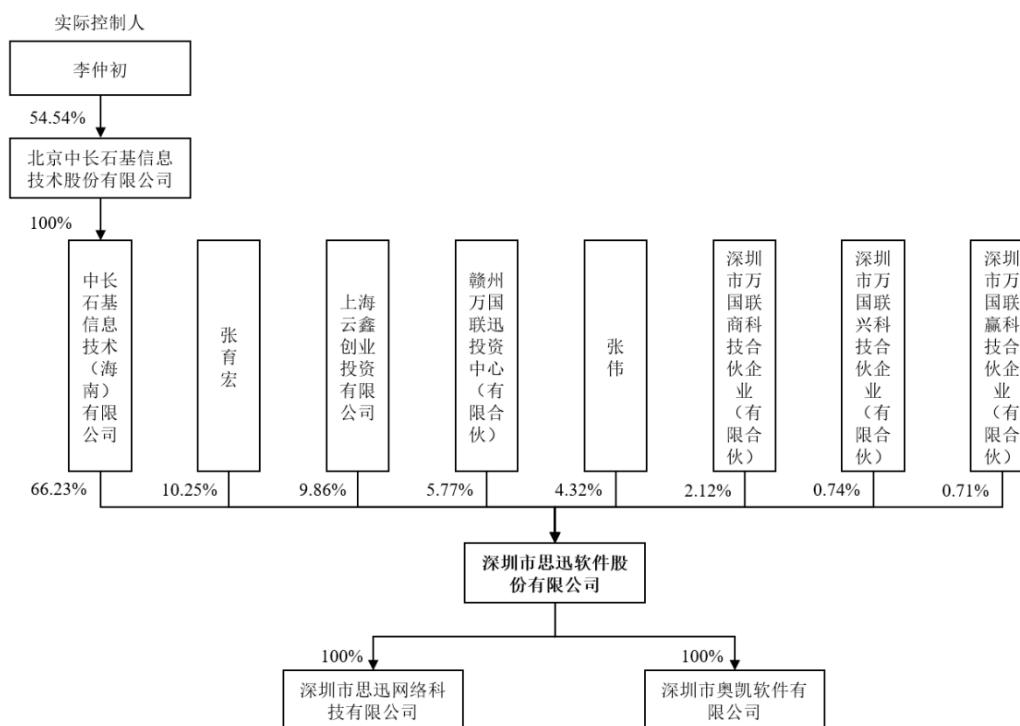 实际控制人
李仲初
54.54%
北京中长石基信息
技术股份有限公司
100%
中长
石基
信息
技术
（海
南）
有限
公司
张
育
宏
上海
云鑫
创业
投资
有限
公司
赣州
万国
联迅
投资
中心
（有
限合
伙）
张
伟
深圳
市万
国联
商科
技合
伙企
业
（有
限合
伙）
深圳
市万
国联
兴科
技合
伙企
业
（有
限合
伙）
深圳
市万
国联
赢科
技合
伙企
业
（有
限合
伙）
66.23%
10.25%
9.86%
5.77%
4.32%
2.12%
0.74%
0.71%
深圳市思迅软件股
份有限公司
100%
100%
深圳市思迅网络科
技有限公司
深圳市奥凯软件有
限公司